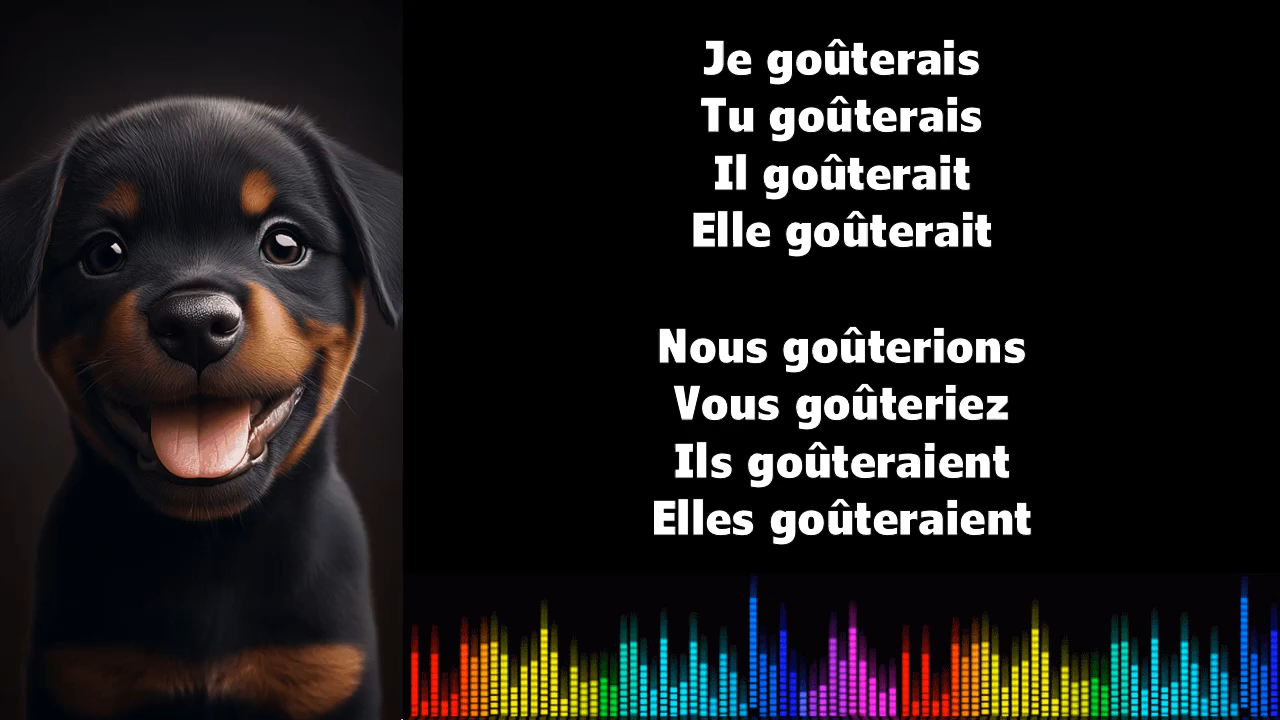 Je goûterais
Tu goûterais
Il goûterait
Elle goûterait
Nous goûterions
Vous goûteriez
Ils goûteraient
Elles goûteraient